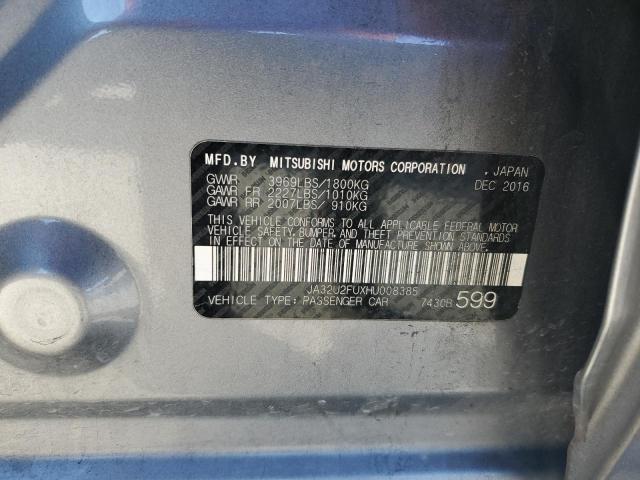 MFD.BY MITSUBISHI MOTORS CORPORATION , JAPAN
GVWR 3969LBS/1800KG DEC 2016
GAWR FR 2227LBS/1010KG
GAWR RR 2007LBS/ 910KG
THIS VEHICLE CONFORMS TO ALL APPLICABLE FEDERAL MOTOR
VEHICLE SAFETY, BUMPER, AND THEFT PREVENTION STANDARDS
IN EFFECT ON THE DATE OF MANUFACTURE SHOWN ABOVE.
JA32U2FUXHU008385
VEHICLE TYPE: PASSENGER CAR 7430B 599